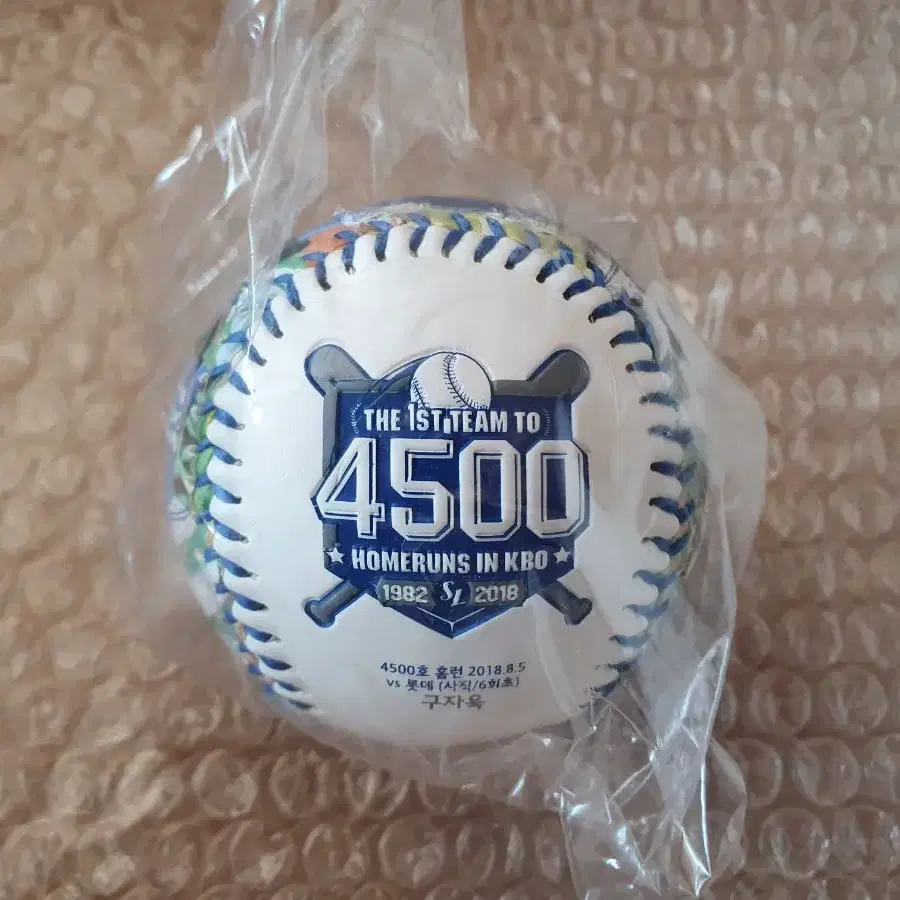 THE 1ST TEAM TO
4500
HOMERUNS IN KBO
1982 SL 2018
4500호 홈런 2018.8.5
vs 롯데 (사직/6회초)
구자욱